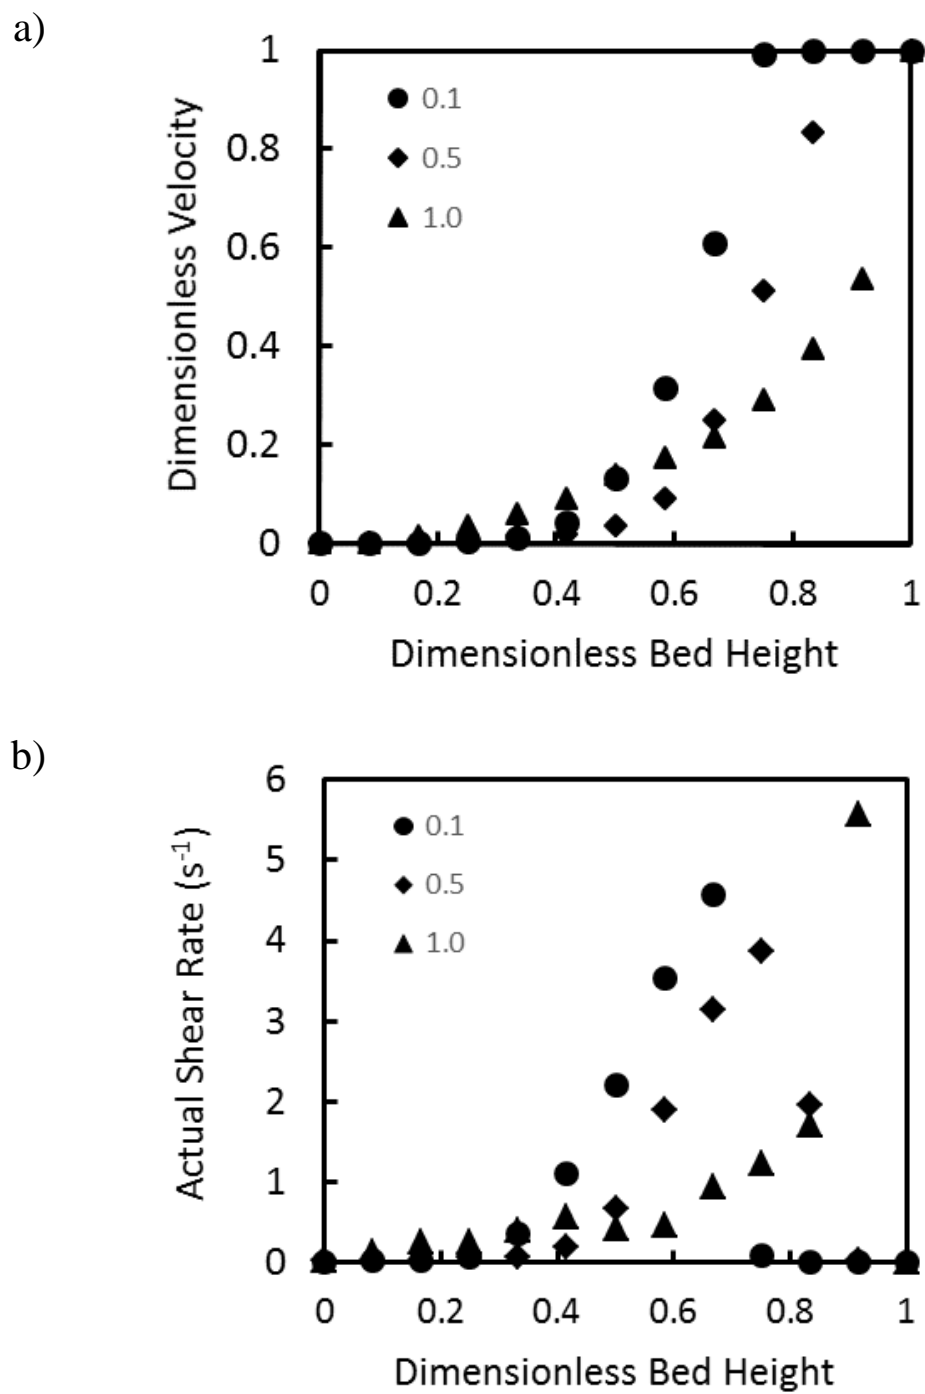 a)
1
0.8
0.6
0.4
0.2
0
Dimensionless Velocity
0.1
0.5
1.0
0 0.2 0.4 0.6 0.8 1
Dimensionless Bed Height
b)
6
5
4
3
2
1
0
Actual Shear Rate (s⁻¹)
0.1
0.5
1.0
0 0.2 0.4 0.6 0.8 1
Dimensionless Bed Height